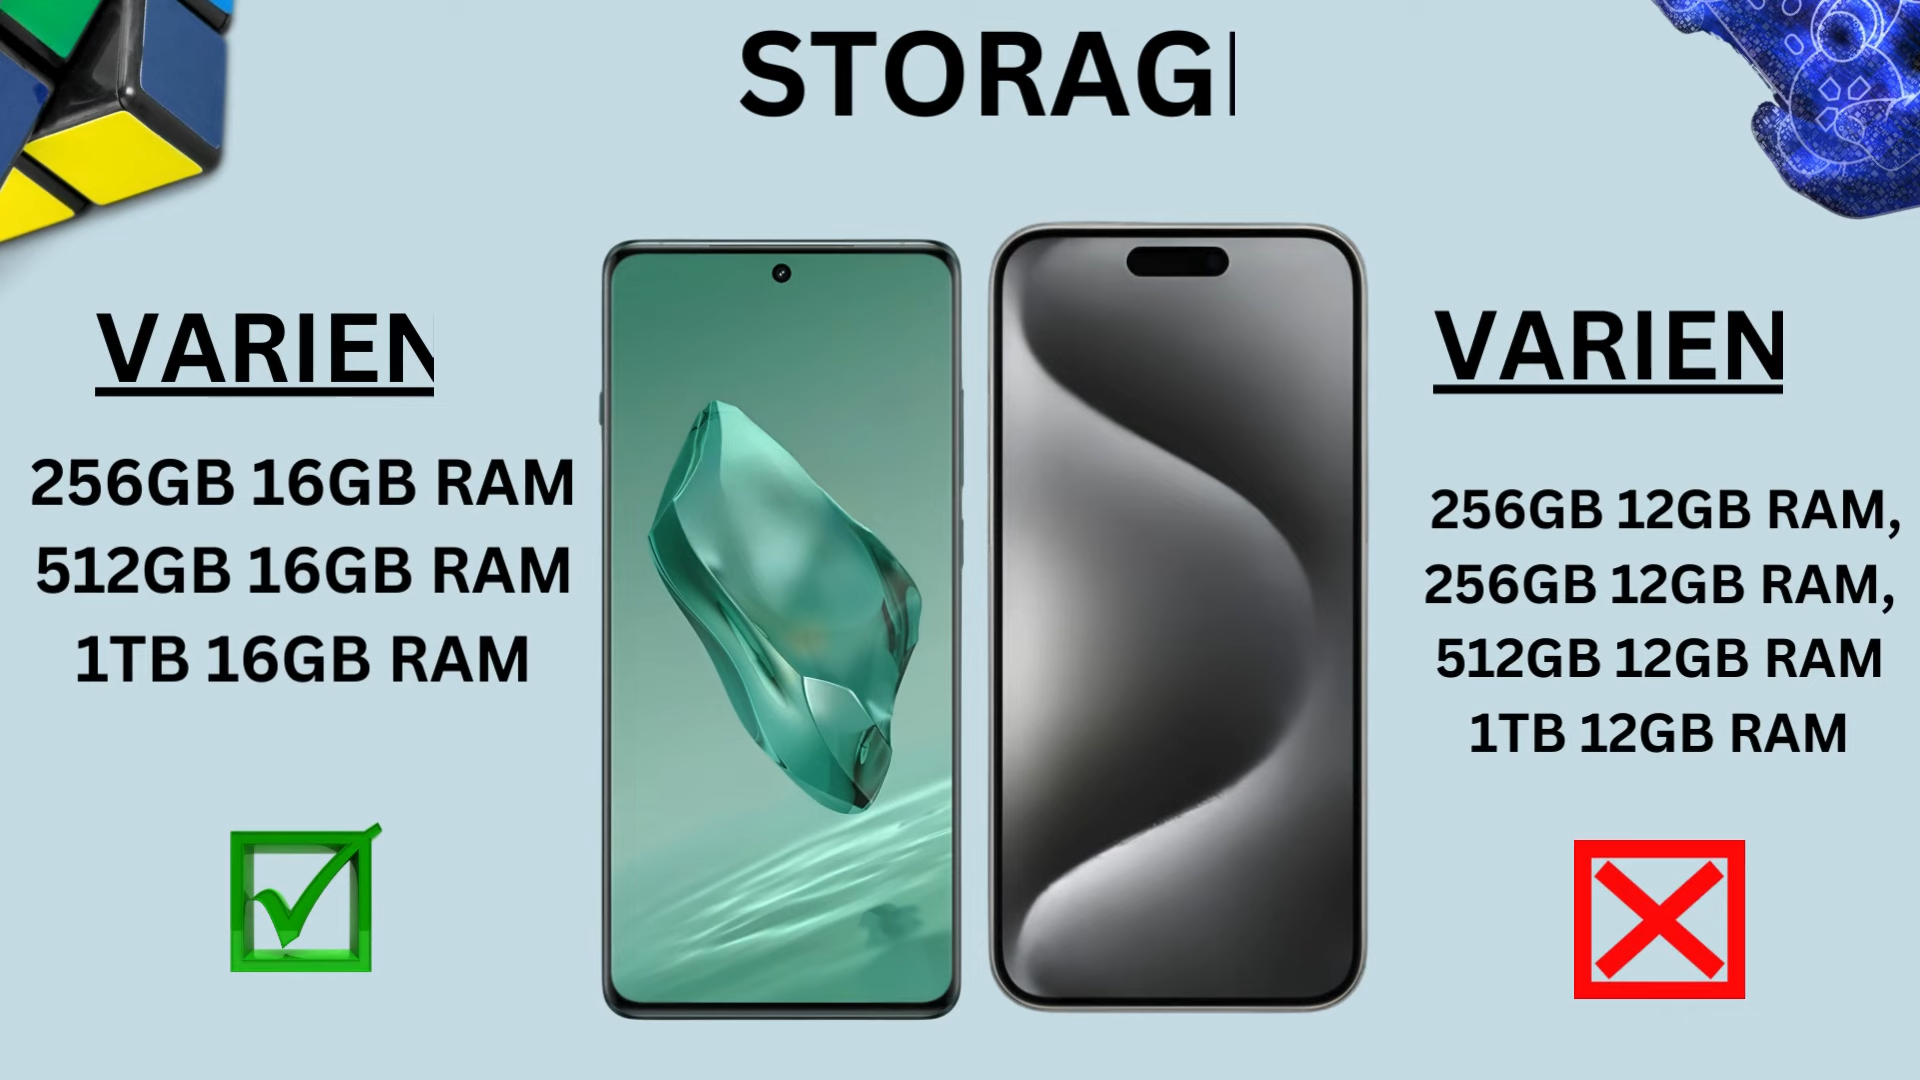 STORAG
VARIEN
256GB 16GB RAM
512GB 16GB RAM
1TB 16GB RAM
VARIEN
256GB 12GB RAM,
256GB 12GB RAM,
512GB 12GB RAM
1TB 12GB RAM